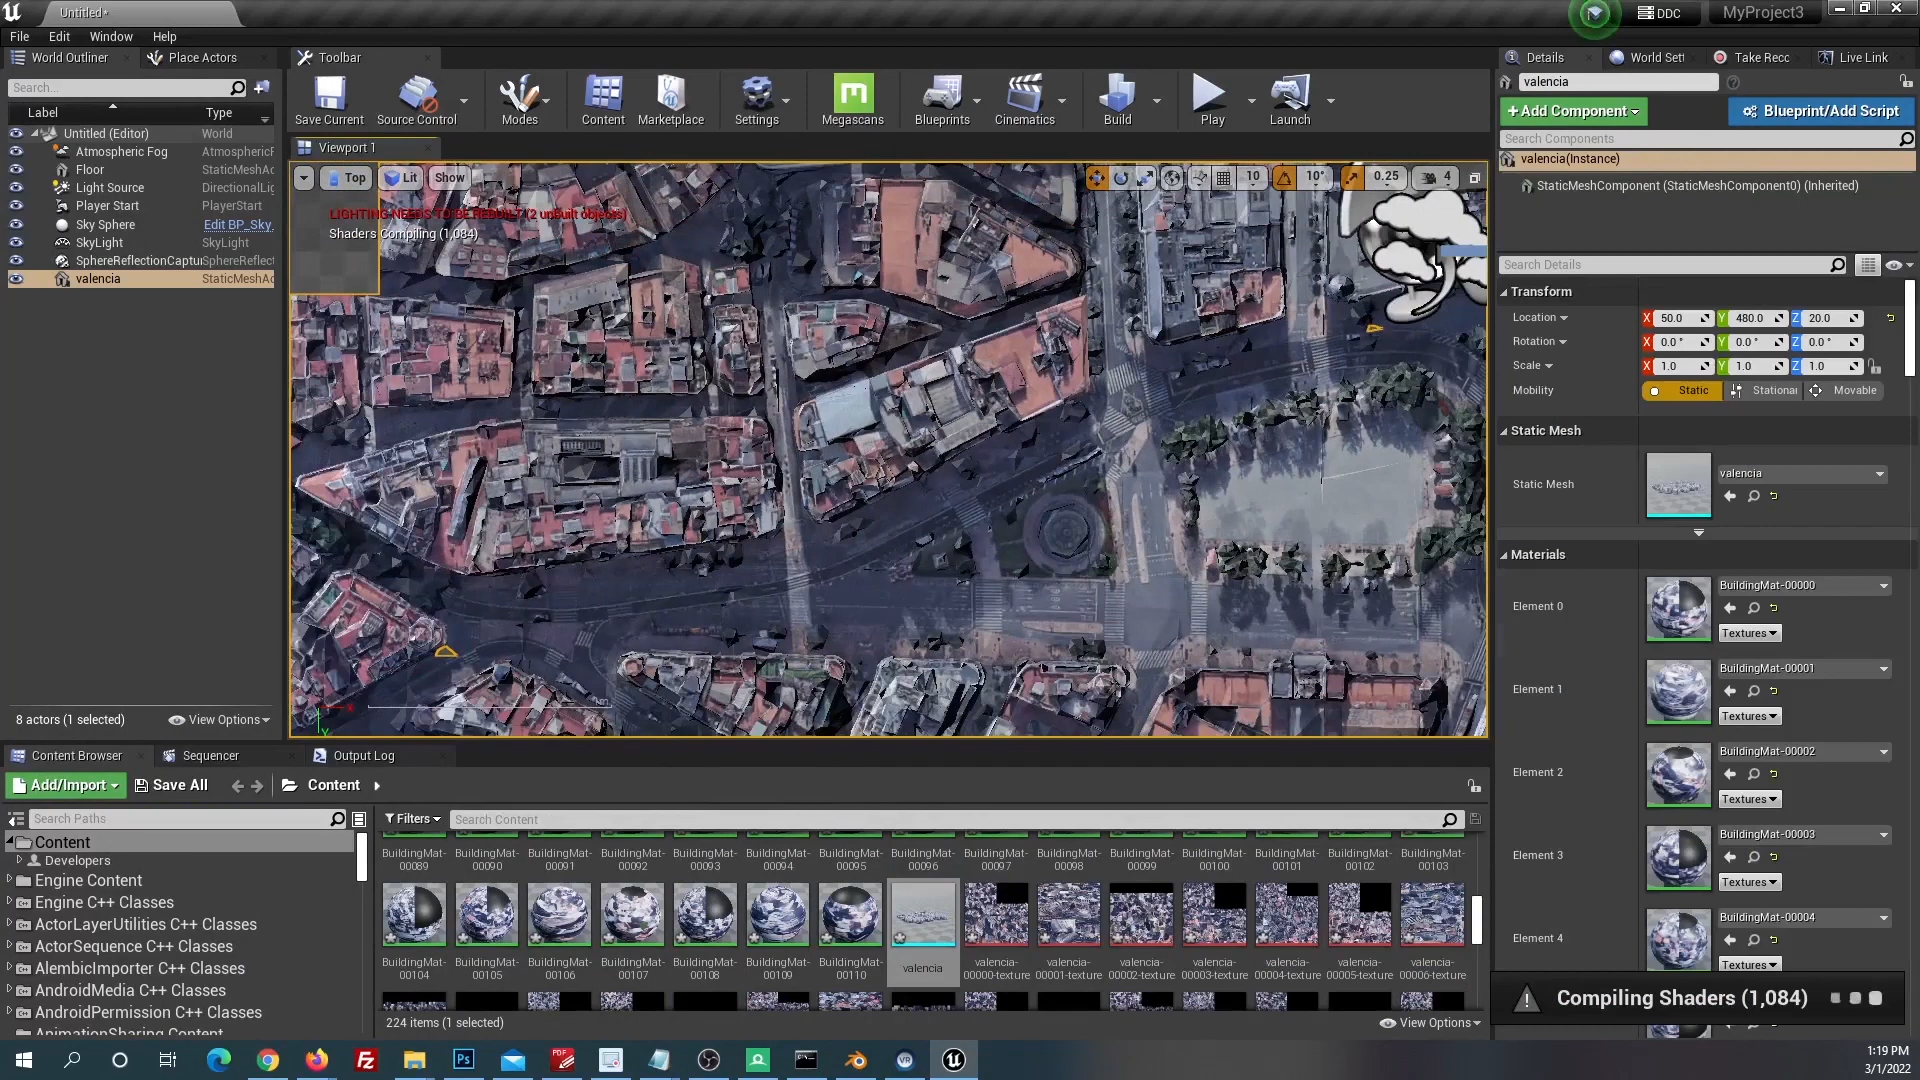 Untitled*
DDC
MyProject3
File
Edit
Window
Help
World Outliner
Place Actors
Toolbar
Details
World Sett
Take Recc
Live Link
Search...
Label
Type
Untitled (Editor)
World
Atmospheric Fog
AtmosphericF
Floor
StaticMeshAc
Light Source
DirectionalLig
Player Start
PlayerStart
Sky Sphere
Edit BP_Sky_
SkyLight
SkyLight
SphereReflectionCaptur
SphereReflect
valencia
StaticMeshAc
8 actors (1 selected)
View Options
Save Current
Source Control
Modes
Content
Marketplace
Settings
Megascans
Blueprints
Cinematics
Build
Play
Launch
Viewport 1
Top
Lit
Show
10
10°
0.25
4
LIGHTING NEEDS TO BE REBUILT (2 unbuilt objects)
Shaders Compiling (1,084)
valencia
+Add Component
Blueprint/Add Script
Search Components
valencia(Instance)
StaticMeshComponent (StaticMeshComponent0) (Inherited)
Search Details
Transform
Location
X 50.0
Y 480.0
Z 20.0
Rotation
X 0.0 °
Y 0.0 °
Z 0.0 °
Scale
X 1.0
Y 1.0
Z 1.0
Mobility
Static
Stationar
Movable
Static Mesh
Static Mesh
valencia
Materials
Element 0
BuildingMat-00000
Textures
Element 1
BuildingMat-00001
Textures
Element 2
BuildingMat-00002
Textures
Element 3
BuildingMat-00003
Textures
Element 4
BuildingMat-00004
Textures
Compiling Shaders (1,084)
Content Browser
Sequencer
Output Log
Add/Import
Save All
Content
Search Paths
Filters
Search Content
Content
Developers
Engine Content
Engine C++ Classes
ActorLayerUtilities C++ Classes
ActorSequence C++ Classes
AlembicImporter C++ Classes
AndroidMedia C++ Classes
AndroidPermission C++ Classes
AnimationSharing Content
BuildingMat-00089
BuildingMat-00090
BuildingMat-00091
BuildingMat-00092
BuildingMat-00093
BuildingMat-00094
BuildingMat-00095
BuildingMat-00096
BuildingMat-00097
BuildingMat-00098
BuildingMat-00099
BuildingMat-00100
BuildingMat-00101
BuildingMat-00102
BuildingMat-00103
BuildingMat-00104
BuildingMat-00105
BuildingMat-00106
BuildingMat-00107
BuildingMat-00108
BuildingMat-00109
BuildingMat-00110
valencia
valencia-00000-texture
valencia-00001-texture
valencia-00002-texture
valencia-00003-texture
valencia-00004-texture
valencia-00005-texture
valencia-00006-texture
224 items (1 selected)
View Options
1:19 PM
3/1/2022